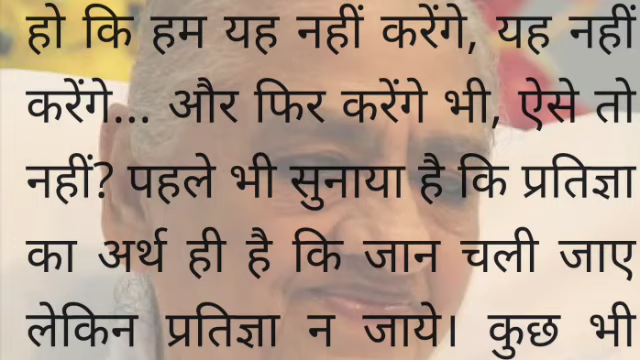 हो कि हम यह नहीं करेंगे, यह नहीं
करेंगे... और फिर करेंगे भी, ऐसे तो
नहीं? पहले भी सुनाया है कि प्रतिज्ञा
का अर्थ ही है कि जान चली जाए
लेकिन प्रतिज्ञा न जाये। कुछ भी